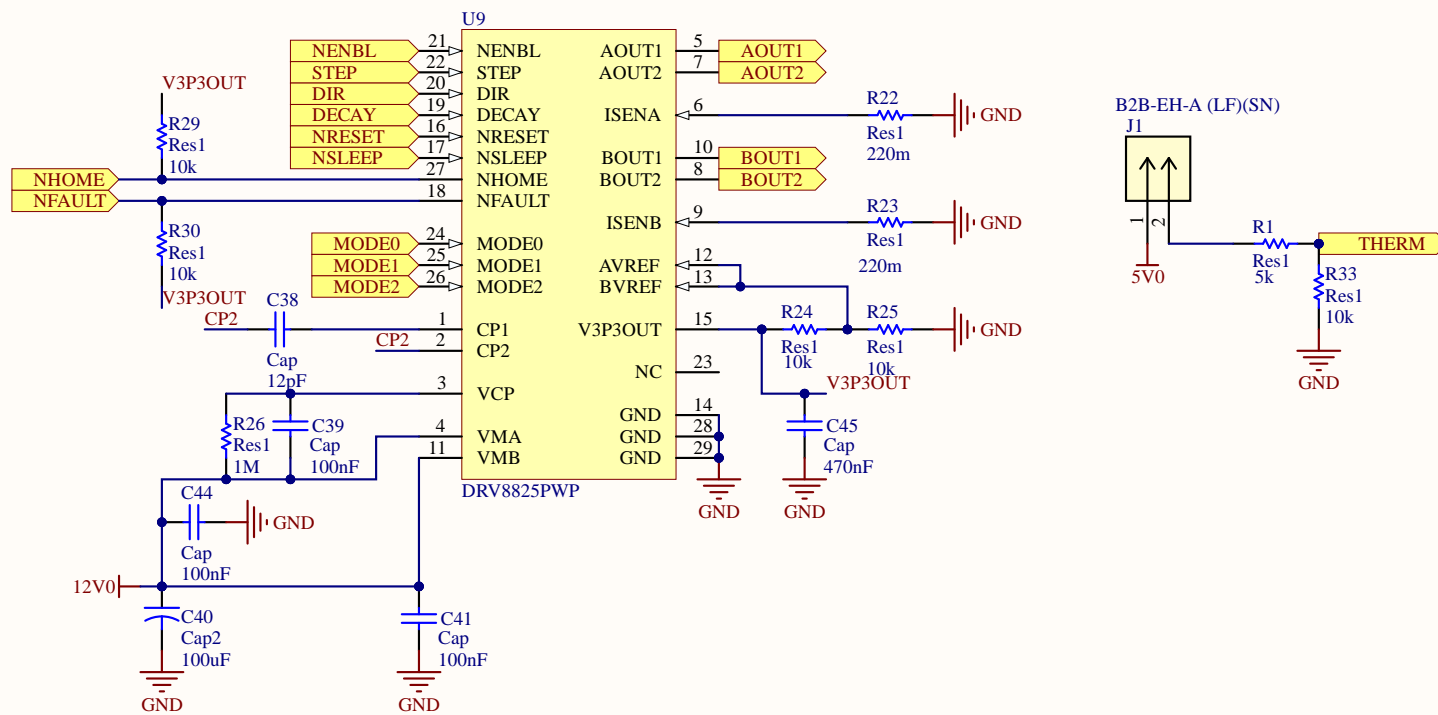 U9
NENBL 21 NENBL
STEP 22 STEP
DIR 20 DIR
DECAY 19 DECAY
NRESET 16 NRESET
NSLEEP 17 NSLEEP
NHOME 27 NHOME
NFAULT 18 NFAULT
V3P3OUT
R29
Res1
10k
R30
Res1
10k
V3P3OUT
MODE0 24 MODE0
MODE1 25 MODE1
MODE2 26 MODE2
CP2
C38
Cap
12pF
1 CP1
CP2 2 CP2
3 VCP
R26
Res1
1M
C39
Cap
100nF
4 VMA
11 VMB
DRV8825PWP
C44
Cap
100nF
GND
12V0
C40
Cap2
100uF
GND
C41
Cap
100nF
GND
AOUT1 5 AOUT1
AOUT2 7 AOUT2
ISENA 6
R22
Res1
220m
GND
BOUT1 10 BOUT1
BOUT2 8 BOUT2
ISENB 9
R23
Res1
220m
GND
AVREF 12
BVREF 13
V3P3OUT 15
R24
Res1
10k
R25
Res1
10k
GND
NC 23
V3P3OUT
GND 14
GND 28
GND 29
GND
C45
Cap
470nF
GND
B2B-EH-A (LF)(SN)
J1
1
2
5V0
R1
Res1
5k
THERM
R33
Res1
10k
GND